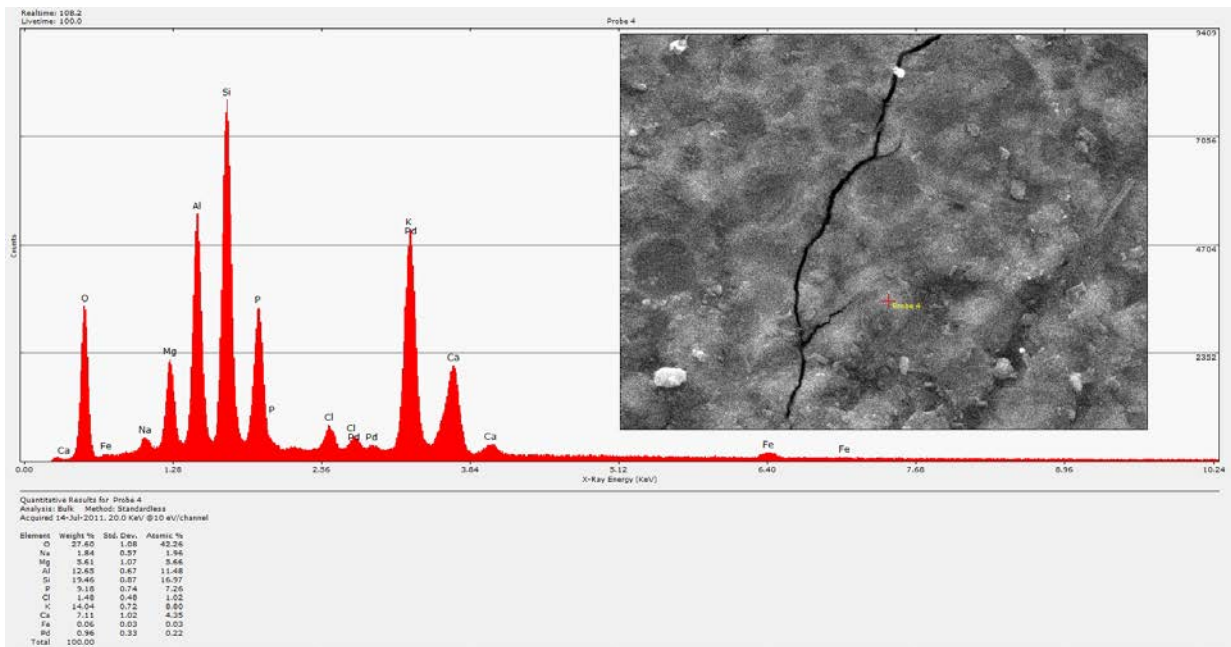 Realtime: 108.2
Livetime: 100.0
Probe 4
9409
7056
4704
2352
Counts
Si
Al
K
Pd
O
P
Mg
Ca
P
Na
Cl
Cl
Pd
Pd
Ca
Fe
Ca
Fe
Fe
Probe 4
0.00 1.28 2.56 3.84 5.12 6.40 7.68 8.96 10.24
X-Ray Energy (KeV)
Quantitative Results for Probe 4
Analysis: Bulk Method: Standardless
Acquired 14-Jul-2011, 20.0 KeV @10 eV/channel
Element Weight % Std. Dev. Atomic %
O 27.60 1.08 42.26
Na 1.84 0.57 1.96
Mg 5.61 1.07 5.66
Al 12.65 0.67 11.48
Si 19.46 0.87 16.97
P 9.18 0.74 7.26
Cl 1.48 0.48 1.02
K 14.04 0.72 8.80
Ca 7.11 1.02 4.35
Fe 0.06 0.03 0.03
Pd 0.96 0.33 0.22
Total 100.00